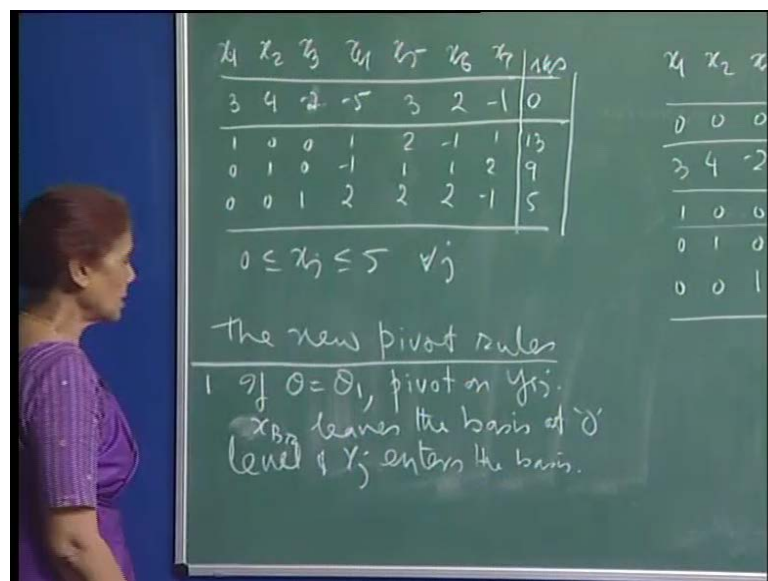 x₁ x₂ x₃ x₄ x₅ x₆ x₇ RHS
3 4 -2 -5 3 2 -1 0
1 0 0 1 2 -1 1 13
0 1 0 -1 1 1 2 9
0 0 1 2 2 2 -1 5
0 ≤ xⱼ ≤ 5 ∀j
The new pivot rules
1 If θ = θ₁, pivot on yᵣⱼ.
x_Bᵣ leaves the basis at '0'
level & Yⱼ enters the basis.
x₁ x₂
0 0 0
3 4 -2
1 0 0
0 1 0
0 0 1